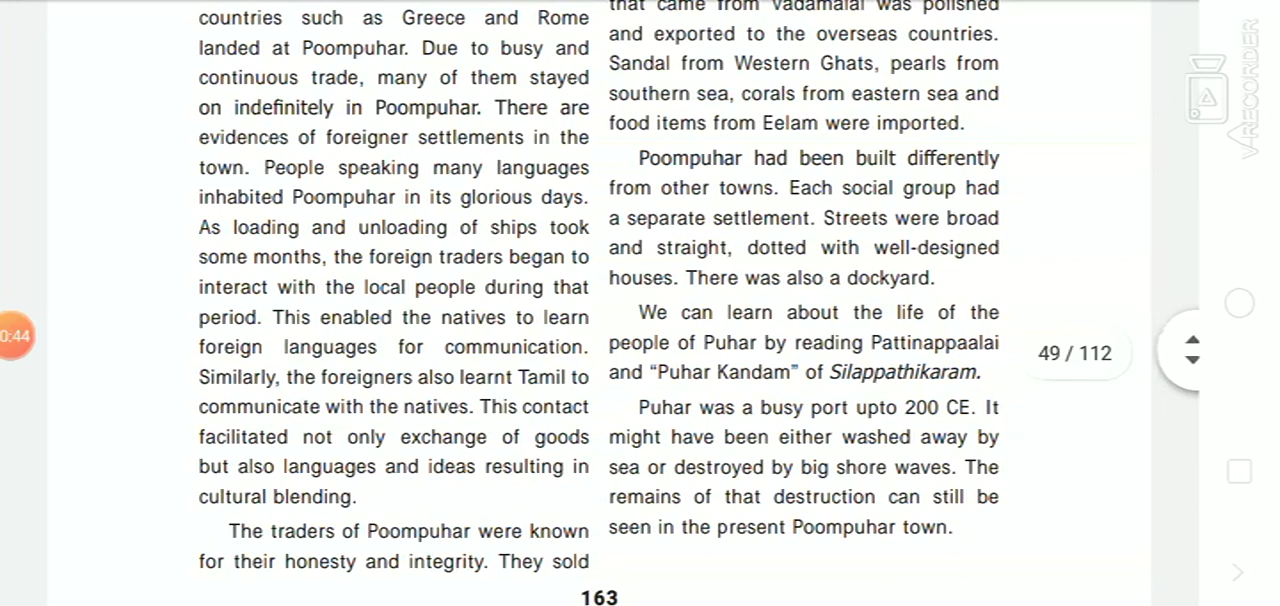 countries such as Greece and Rome
landed at Poompuhar. Due to busy and
continuous trade, many of them stayed
on indefinitely in Poompuhar. There are
evidences of foreigner settlements in the
town. People speaking many languages
inhabited Poompuhar in its glorious days.
As loading and unloading of ships took
some months, the foreign traders began to
interact with the local people during that
period. This enabled the natives to learn
foreign languages for communication.
Similarly, the foreigners also learnt Tamil to
communicate with the natives. This contact
facilitated not only exchange of goods
but also languages and ideas resulting in
cultural blending.
The traders of Poompuhar were known
for their honesty and integrity. They sold
that came from Vadamalai was polished
and exported to the overseas countries.
Sandal from Western Ghats, pearls from
southern sea, corals from eastern sea and
food items from Eelam were imported.
Poompuhar had been built differently
from other towns. Each social group had
a separate settlement. Streets were broad
and straight, dotted with well-designed
houses. There was also a dockyard.
We can learn about the life of the
people of Puhar by reading Pattinappaalai
and “Puhar Kandam” of Silappathikaram.
Puhar was a busy port upto 200 CE. It
might have been either washed away by
sea or destroyed by big shore waves. The
remains of that destruction can still be
seen in the present Poompuhar town.
163
0:44
49 / 112
VRECORDER